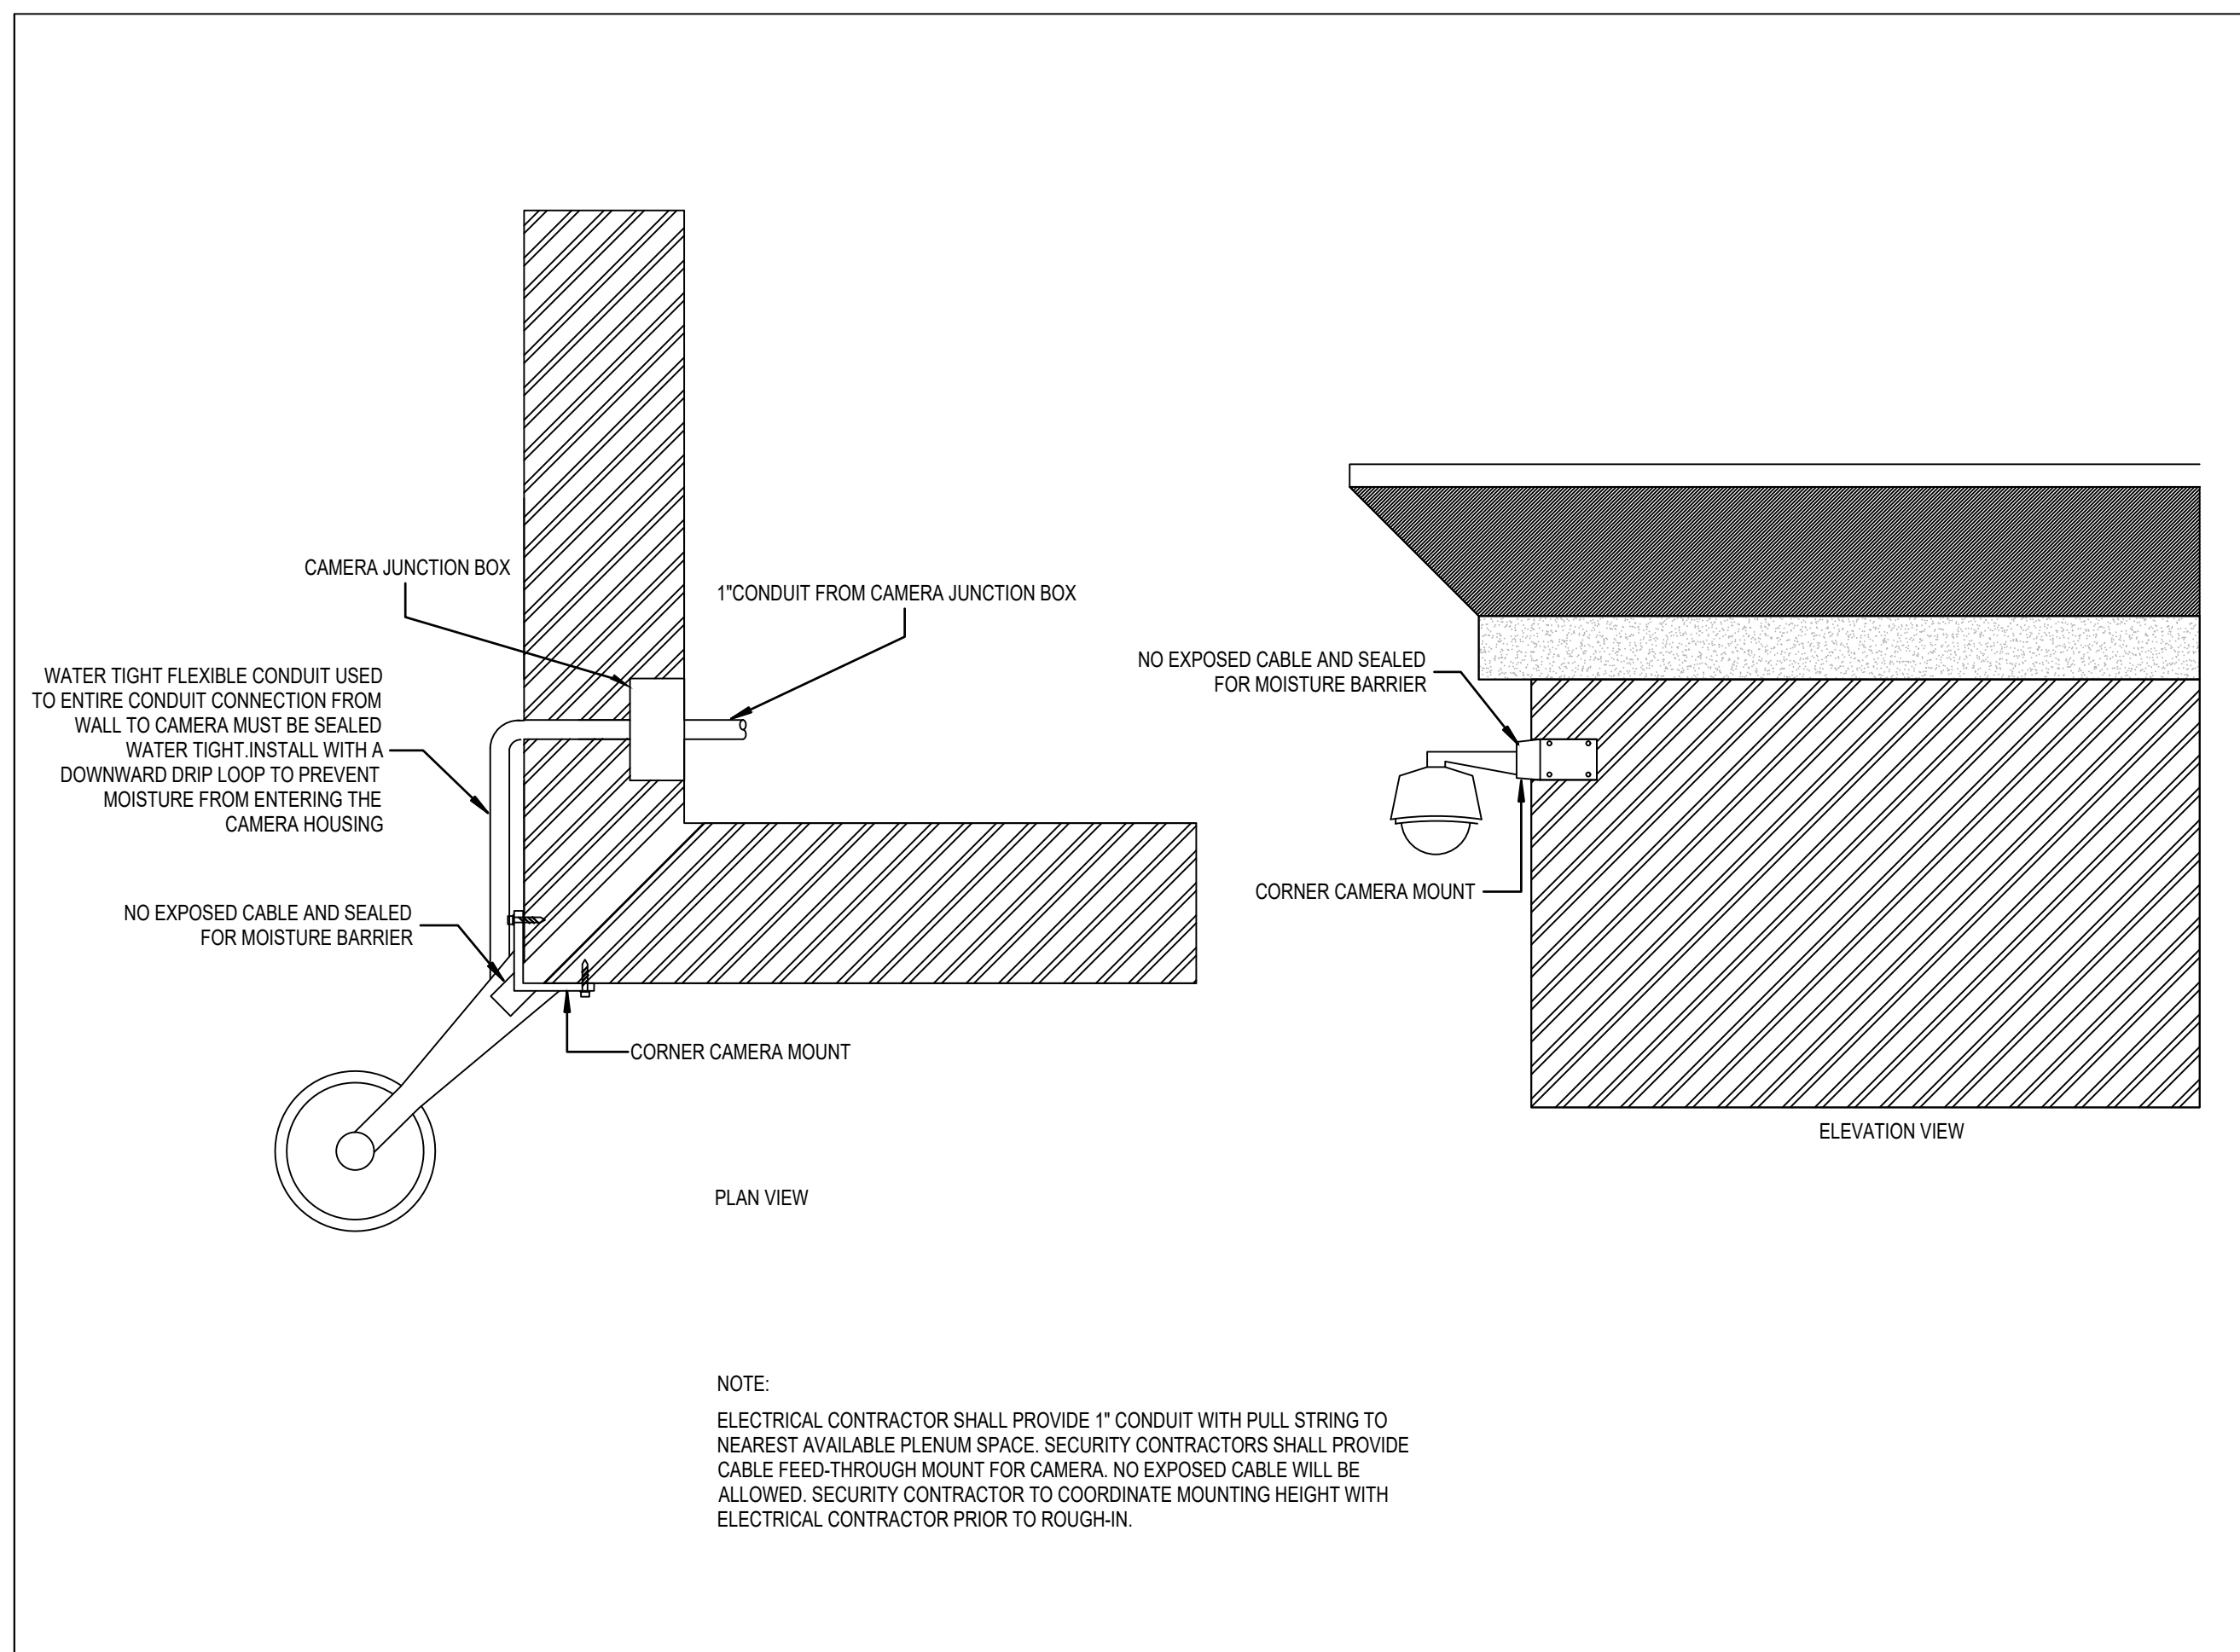 CAMERA JUNCTION BOX
1"CONDUIT FROM CAMERA JUNCTION BOX
WATER TIGHT FLEXIBLE CONDUIT USED
TO ENTIRE CONDUIT CONNECTION FROM
WALL TO CAMERA MUST BE SEALED
WATER TIGHT.INSTALL WITH A
DOWNWARD DRIP LOOP TO PREVENT
MOISTURE FROM ENTERING THE
CAMERA HOUSING
NO EXPOSED CABLE AND SEALED
FOR MOISTURE BARRIER
CORNER CAMERA MOUNT
PLAN VIEW
NO EXPOSED CABLE AND SEALED
FOR MOISTURE BARRIER
CORNER CAMERA MOUNT
ELEVATION VIEW
NOTE:
ELECTRICAL CONTRACTOR SHALL PROVIDE 1" CONDUIT WITH PULL STRING TO
NEAREST AVAILABLE PLENUM SPACE. SECURITY CONTRACTORS SHALL PROVIDE
CABLE FEED-THROUGH MOUNT FOR CAMERA. NO EXPOSED CABLE WILL BE
ALLOWED. SECURITY CONTRACTOR TO COORDINATE MOUNTING HEIGHT WITH
ELECTRICAL CONTRACTOR PRIOR TO ROUGH-IN.